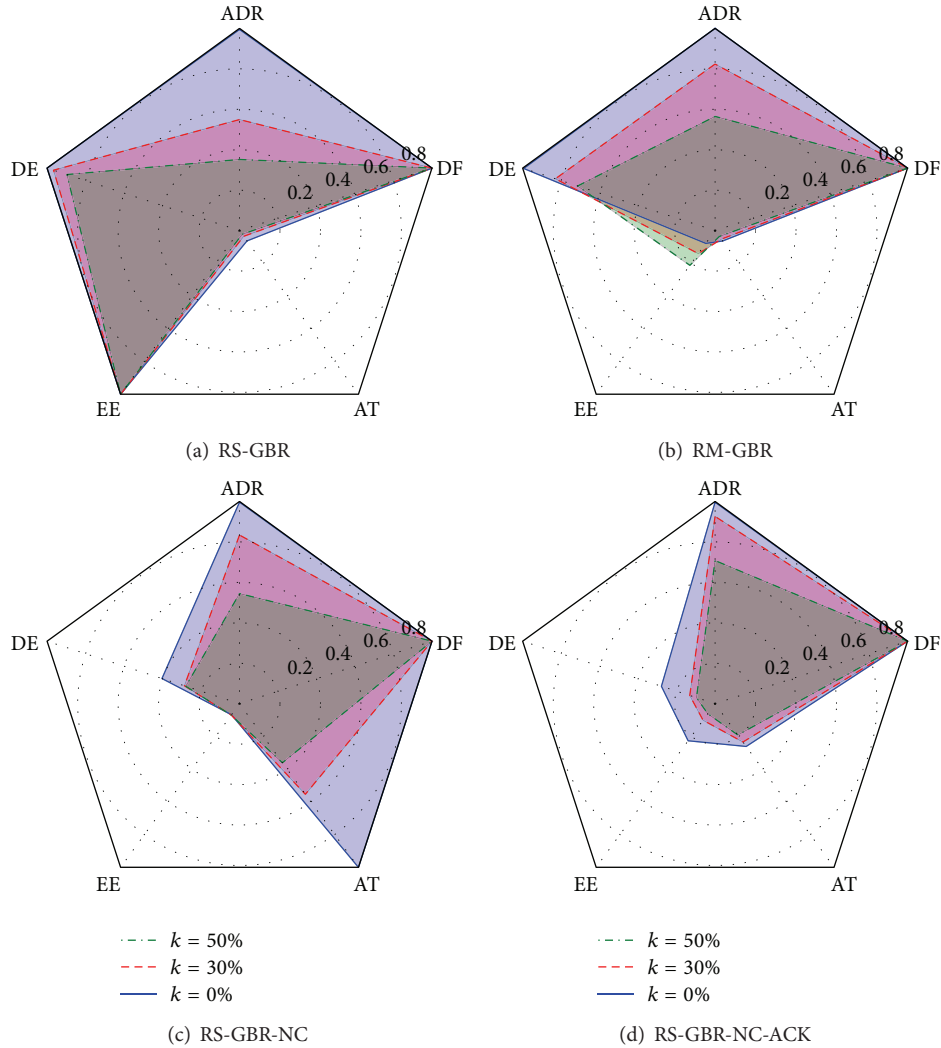 ADR
ADR
DE
0.2
0.4
0.6
0.8
DF
DE
0.2
0.4
0.6
0.8
DF
EE
AT
EE
AT
(a) RS-GBR
(b) RM-GBR
ADR
ADR
DE
0.2
0.4
0.6
0.8
DF
DE
0.2
0.4
0.6
0.8
DF
EE
AT
EE
AT
k = 50%
k = 30%
k = 0%
k = 50%
k = 30%
k = 0%
(c) RS-GBR-NC
(d) RS-GBR-NC-ACK